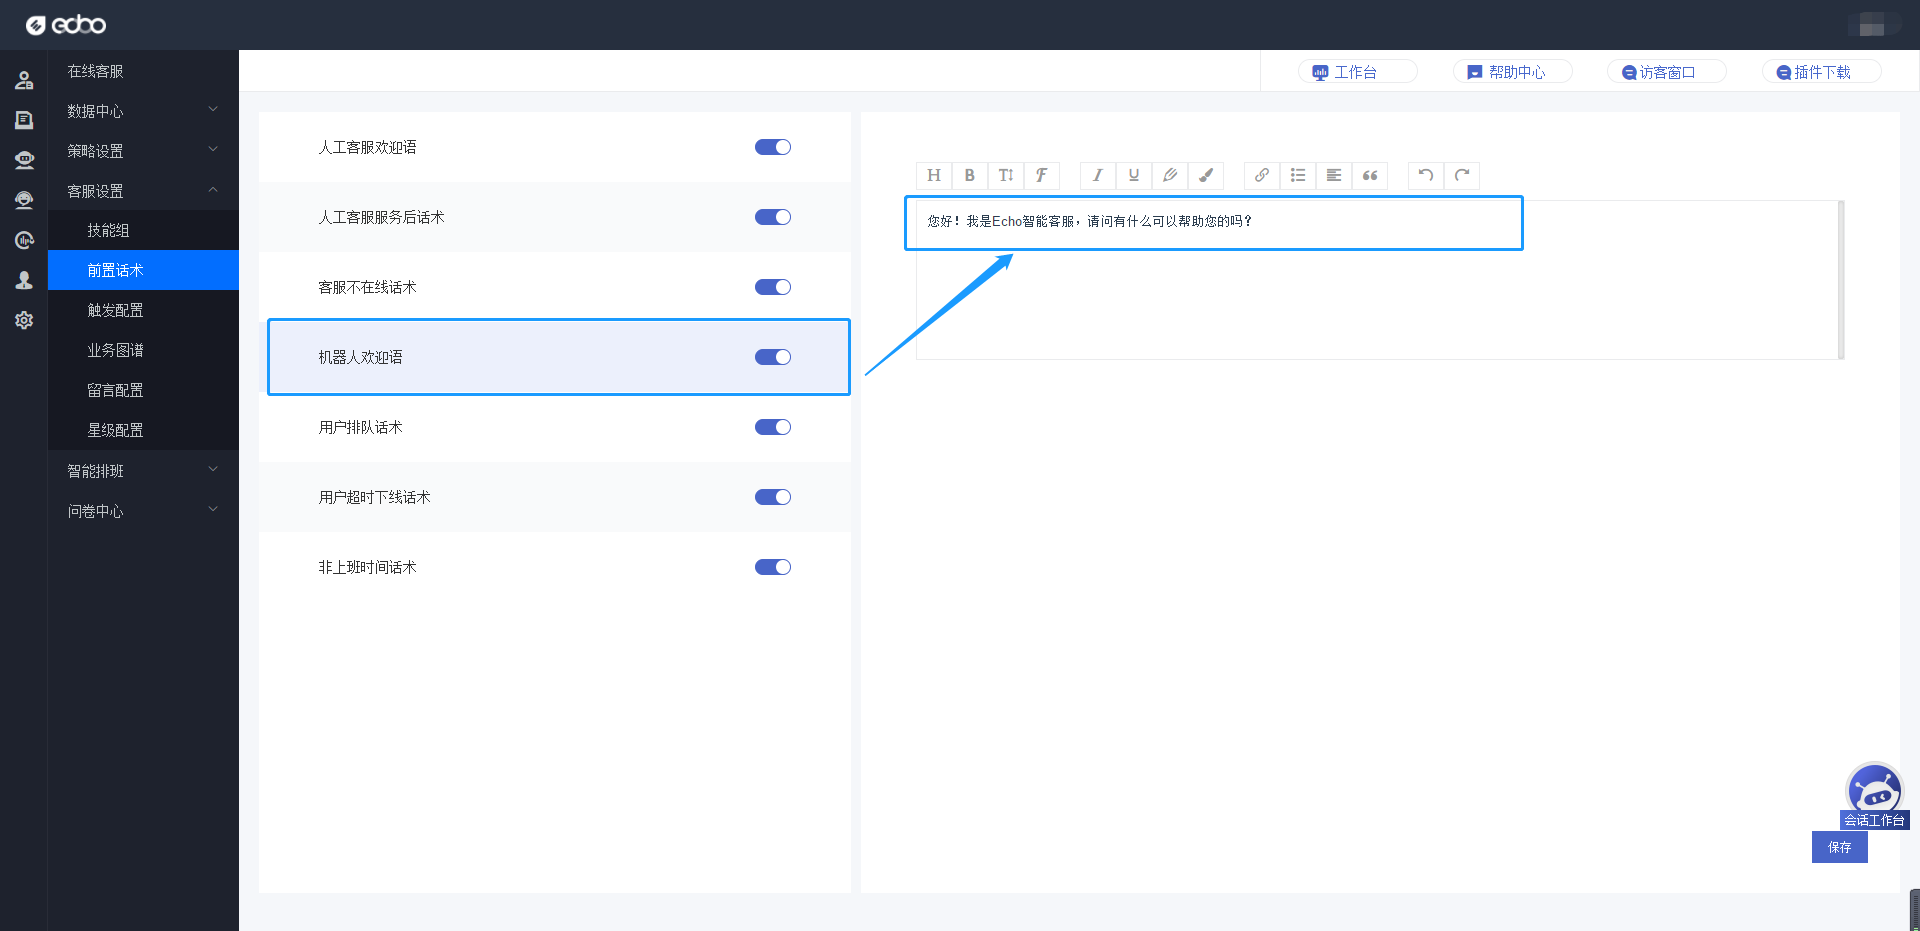 echo
工作台
帮助中心
访客窗口
插件下载
在线客服
数据中心
策略设置
客服设置
技能组
前置话术
触发配置
业务图谱
留言配置
星级配置
智能排班
问卷中心
人工客服欢迎语
人工客服服务后话术
客服不在线话术
机器人欢迎语
用户排队话术
用户超时下线话术
非上班时间话术
H B T F I U
您好！我是Echo智能客服，请问有什么可以帮助您的吗？
会话工作台
保存